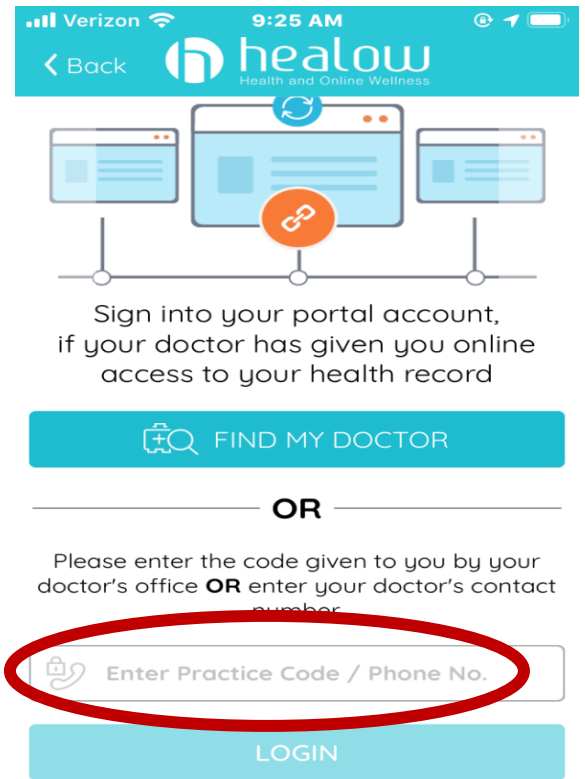 Verizon 9:25 AM
Back healow
Health and Online Wellness
Sign into your portal account,
if your doctor has given you online
access to your health record
FIND MY DOCTOR
OR
Please enter the code given to you by your
doctor's office OR enter your doctor's contact
number
Enter Practice Code / Phone No.
LOGIN